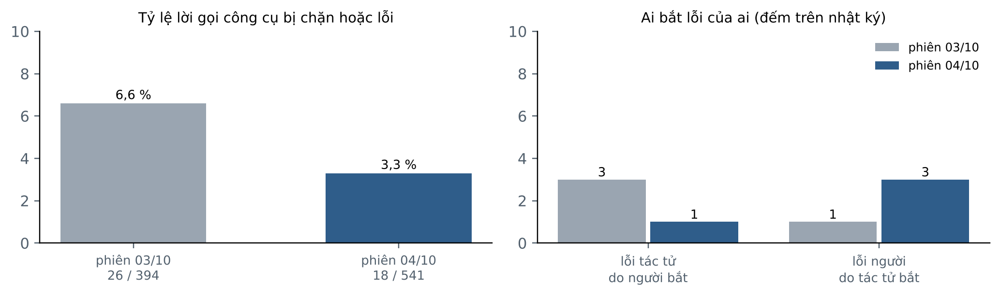 Tỷ lệ lời gọi công cụ bị chặn hoặc lỗi
10
8
6
4
2
0
6,6 %
3,3 %
phiên 03/10
26 / 394
phiên 04/10
18 / 541
Ai bắt lỗi của ai (đếm trên nhật ký)
10
8
6
4
2
0
phiên 03/10
phiên 04/10
3
1
1
3
lỗi tác tử
do người bắt
lỗi người
do tác tử bắt